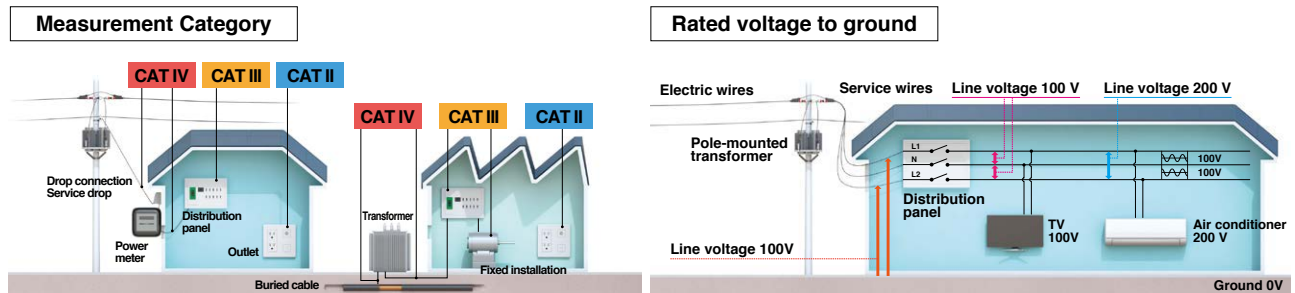 Measurement Category
CAT IV
CAT III
CAT II
CAT IV
CAT III
CAT II
Drop connection
Service drop
Power
meter
Distribution
panel
Outlet
Transformer
Fixed installation
Buried cable
Rated voltage to ground
Electric wires
Service wires
Line voltage 100 V
Line voltage 200 V
Pole-mounted
transformer
L1
N
L2
100V
100V
Distribution
panel
TV
100V
Air conditioner
200 V
Line voltage 100V
Ground 0V